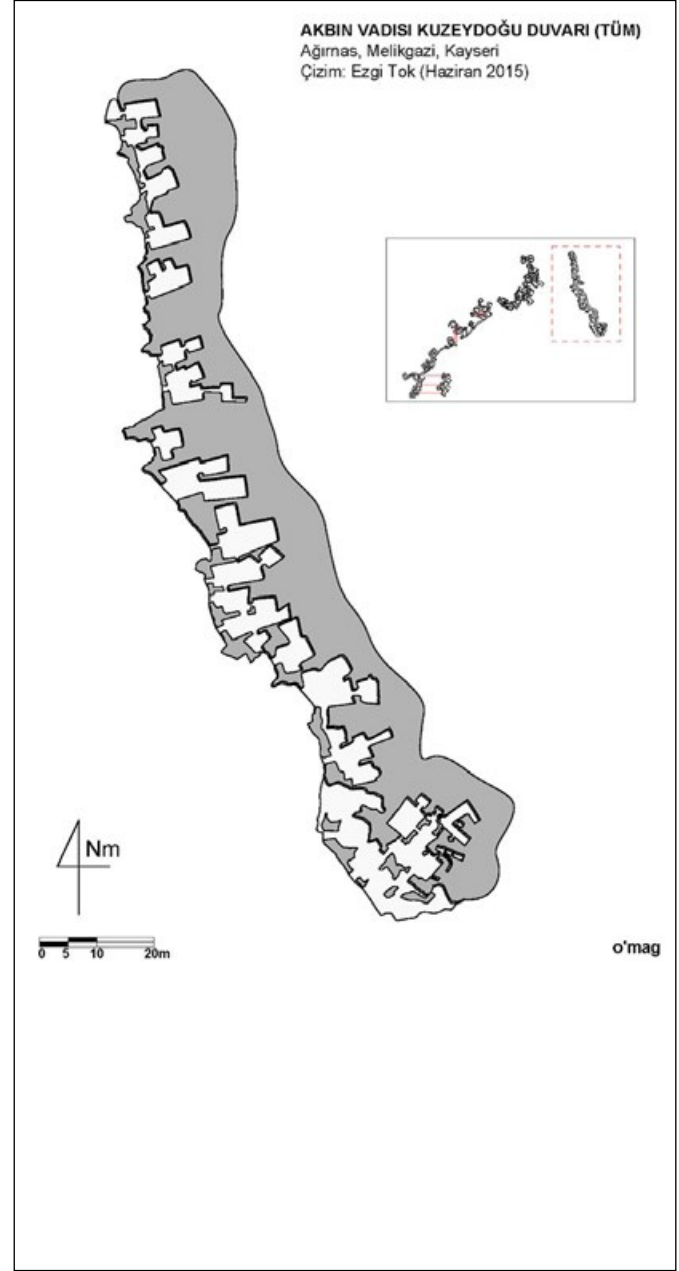 AKBIN VADISI KUZEYDOĞU DUVARI (TÜM)
Ağırnas, Melikgazi, Kayseri
Çizim: Ezgi Tok (Haziran 2015)
Nm
0 5 10 20m
o'mag